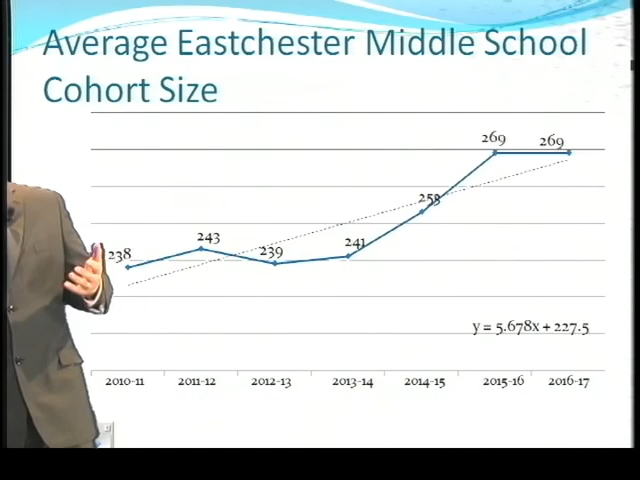 Average Eastchester Middle School
Cohort Size
269 269
253
238 243 239 241
y = 5.678x + 227.5
2010-11 2011-12 2012-13 2013-14 2014-15 2015-16 2016-17